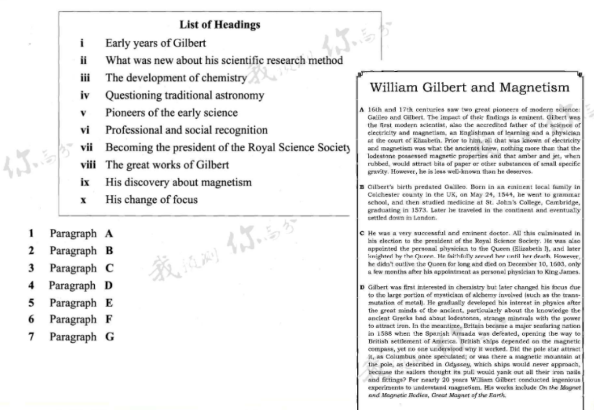 List of Headings
i Early years of Gilbert
ii What was new about his scientific research method
iii The development of chemistry
iv Questioning traditional astronomy
v Pioneers of the early science
vi Professional and social recognition
vii Becoming the president of the Royal Science Society
viii The great works of Gilbert
ix His discovery about magnetism
x His change of focus
1 Paragraph A
2 Paragraph B
3 Paragraph C
4 Paragraph D
5 Paragraph E
6 Paragraph F
7 Paragraph G
William Gilbert and Magnetism
A 16th and 17th centuries saw two great pioneers of modern science:
Galileo and Gilbert. The impact of their findings is eminent. Gilbert was
the first modern scientist, also the accredited father of the science of
electricity and magnetism, an Englishman of learning and a physician
at the court of Elizabeth. Prior to him, all that was known of electricity
and magnetism was what the ancients knew, nothing more than that the
lodestone possessed magnetic properties and that amber and jet, when
rubbed, would attract bits of paper or other substances of small specific
gravity. However, he is less well-known than he deserves.
B Gilbert's birth predated Galileo. Born in an eminent local family in
Colchester county in the UK, on May 24, 1544, he went to grammar
school, and then studied medicine at St. John's College, Cambridge,
graduating in 1573. Later he traveled in the continent and eventually
settled down in London.
C He was a very successful and eminent doctor. All this culminated in
his election to the president of the Royal Science Society. He was also
appointed the personal physician to the Queen (Elizabeth I), and later
knighted by the Queen. He faithfully served her until her death. However,
he didn't outlive the Queen for long and died on December 10, 1603, only
a few months after his appointment as personal physician to King James.
D Gilbert was first interested in chemistry but later changed his focus due
to the large portion of mysticism of alchemy involved (such as the trans-
mutation of metal). He gradually developed his interest in physics after
the great minds of the ancient, particularly about the knowledge the
ancient Greeks had about lodestones, strange minerals with the power
to attract iron. In the meantime, Britain became a major seafaring nation
in 1588 when the Spanish Armada was defeated, opening the way to
British settlement of America. British ships depended on the magnetic
compass, yet no one understood why it worked. Did the pole star attract
it, as Columbus once speculated; or was there a magnetic mountain at
the pole, as described in Odyssey, which ships would never approach,
because the sailors thought its pull would yank out all their iron nails
and fittings? For nearly 20 years William Gilbert conducted ingenious
experiments to understand magnetism. His works include On the Magnet
and Magnetic Bodies, Great Magnet of the Earth.